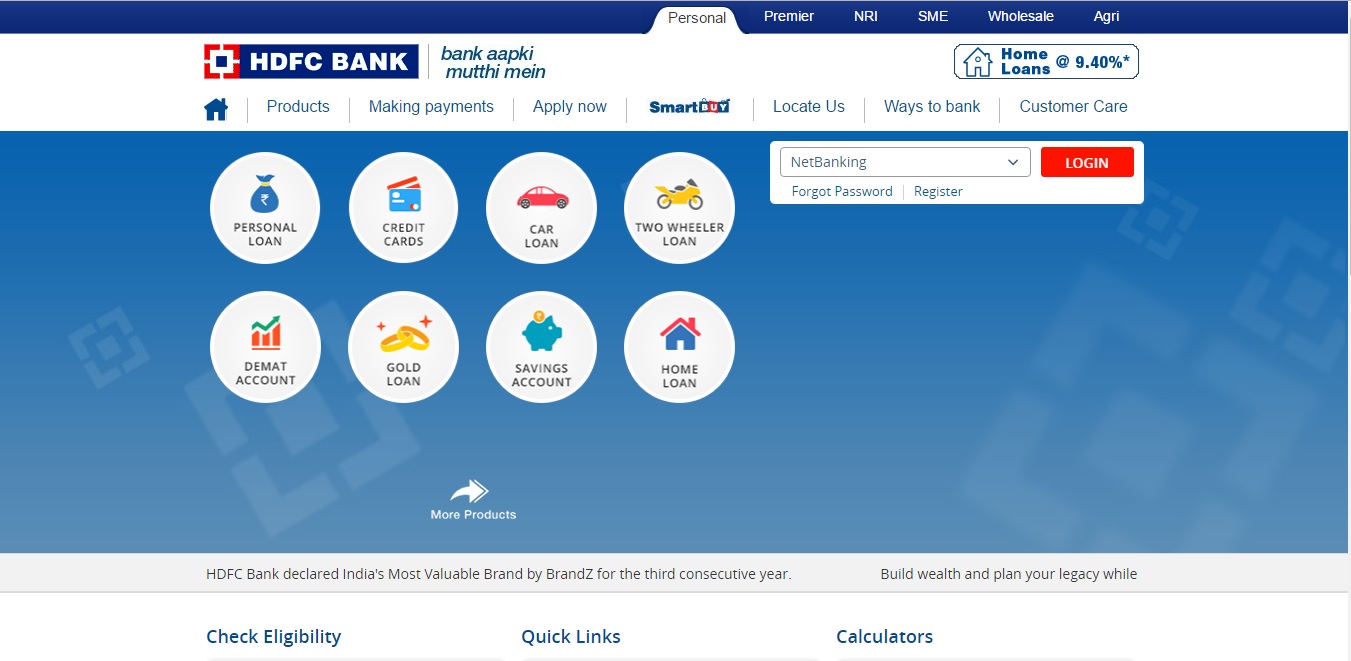 Personal
Premier
NRI
SME
Wholesale
Agri
HDFC BANK
bank aapki
mutthi mein
Home
Loans @ 9.40%*
Products
Making payments
Apply now
SmartBUY
Locate Us
Ways to bank
Customer Care
NetBanking
LOGIN
Forgot Password
Register
PERSONAL
LOAN
CREDIT
CARDS
CAR
LOAN
TWO WHEELER
LOAN
DEMAT
ACCOUNT
GOLD
LOAN
SAVINGS
ACCOUNT
HOME
LOAN
More Products
HDFC Bank declared India's Most Valuable Brand by BrandZ for the third consecutive year.
Build wealth and plan your legacy while
Check Eligibility
Quick Links
Calculators